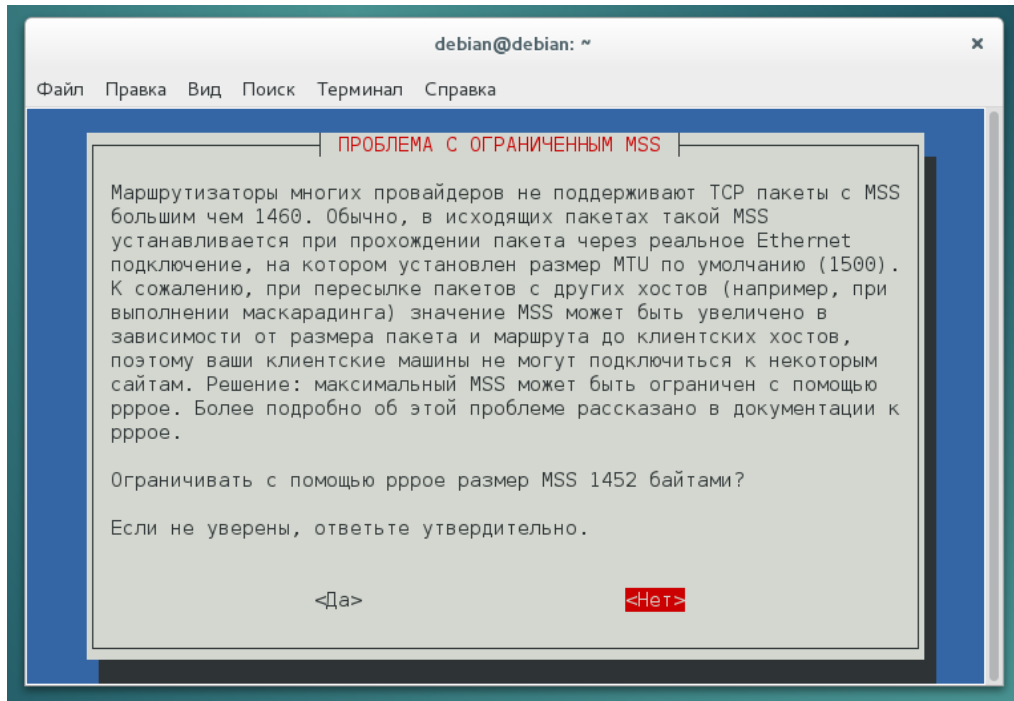 debian@debian: ~
Файл Правка Вид Поиск Терминал Справка
ПРОБЛЕМА С ОГРАНИЧЕННЫМ MSS
Маршрутизаторы многих провайдеров не поддерживают TCP пакеты с MSS
большим чем 1460. Обычно, в исходящих пакетах такой MSS
устанавливается при прохождении пакета через реальное Ethernet
подключение, на котором установлен размер MTU по умолчанию (1500).
К сожалению, при пересылке пакетов с других хостов (например, при
выполнении маскарадинга) значение MSS может быть увеличено в
зависимости от размера пакета и маршрута до клиентских хостов,
поэтому ваши клиентские машины не могут подключиться к некоторым
сайтам. Решение: максимальный MSS может быть ограничен с помощью
pppoe. Более подробно об этой проблеме рассказано в документации к
pppoe.
Ограничивать с помощью pppoe размер MSS 1452 байтами?
Если не уверены, ответьте утвердительно.
<Да> <Нет>